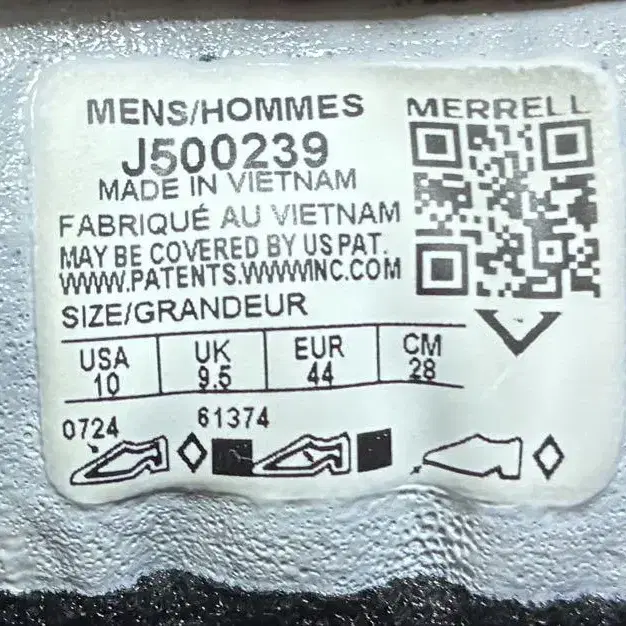 MENS/HOMMES
J500239
MADE IN VIETNAM
FABRIQUÉ AU VIETNAM
MAY BE COVERED BY US PAT.
WWW.PATENTS.WWWINC.COM
MERRELL
SIZE/GRANDEUR
USA UK EUR CM
10 9.5 44 28
0724 61374